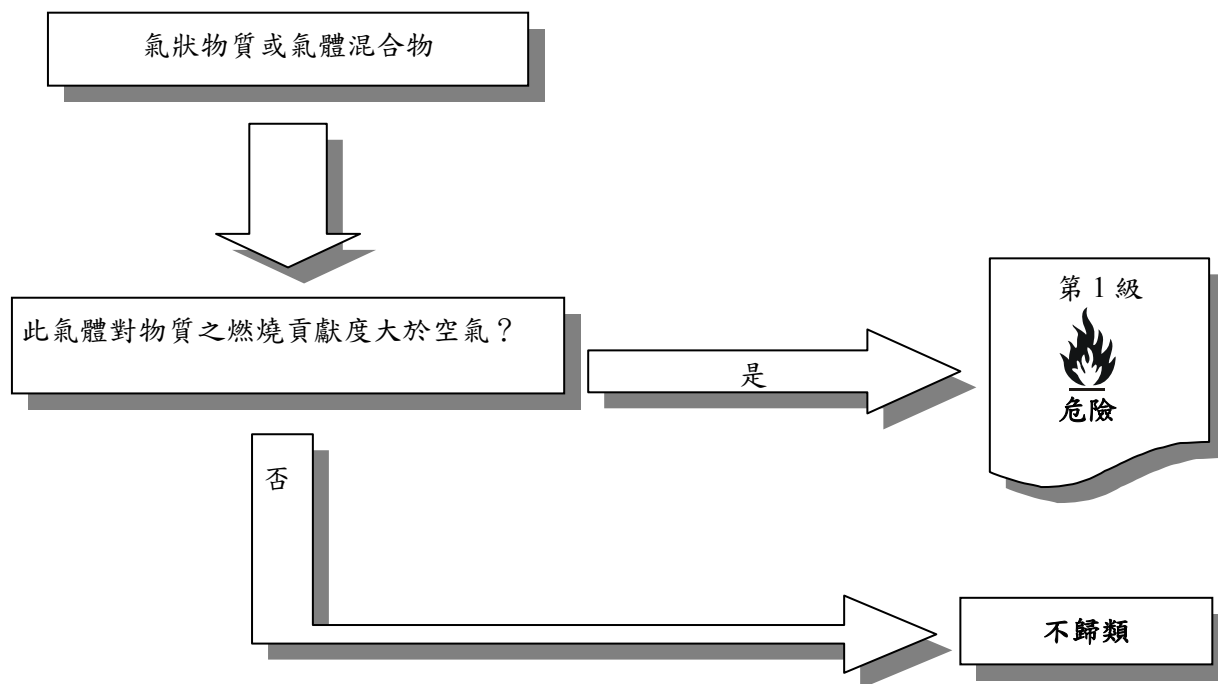 氣狀物質或氣體混合物
此氣體對物質之燃燒貢獻度大於空氣？
是
第 1 級
危險
否
不歸類